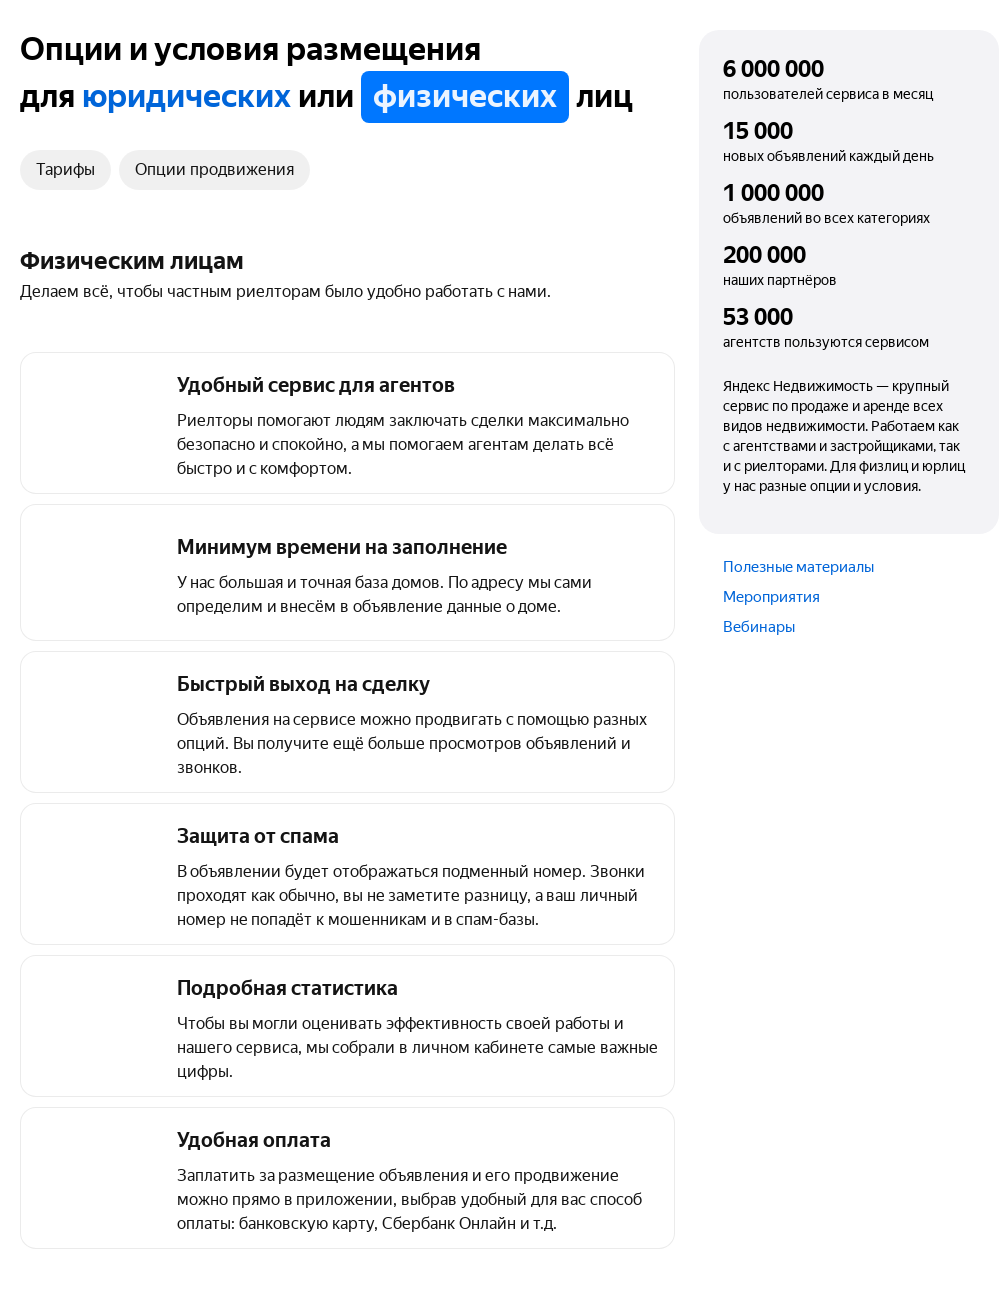 Опции и условия размещения
для юридических или физических лиц
Тарифы
Опции продвижения
Физическим лицам
Делаем всё, чтобы частным риелторам было удобно работать с нами.
Удобный сервис для агентов
Риелторы помогают людям заключать сделки максимально
безопасно и спокойно, а мы помогаем агентам делать всё
быстро и с комфортом.
Минимум времени на заполнение
У нас большая и точная база домов. По адресу мы сами
определим и внесём в объявление данные о доме.
Быстрый выход на сделку
Объявления на сервисе можно продвигать с помощью разных
опций. Вы получите ещё больше просмотров объявлений и
звонков.
Защита от спама
В объявлении будет отображаться подменный номер. Звонки
проходят как обычно, вы не заметите разницу, а ваш личный
номер не попадёт к мошенникам и в спам-базы.
Подробная статистика
Чтобы вы могли оценивать эффективность своей работы и
нашего сервиса, мы собрали в личном кабинете самые важные
цифры.
Удобная оплата
Заплатить за размещение объявления и его продвижение
можно прямо в приложении, выбрав удобный для вас способ
оплаты: банковскую карту, Сбербанк Онлайн и т.д.
6 000 000
пользователей сервиса в месяц
15 000
новых объявлений каждый день
1 000 000
объявлений во всех категориях
200 000
наших партнёров
53 000
агентств пользуются сервисом
Яндекс Недвижимость — крупный
сервис по продаже и аренде всех
видов недвижимости. Работаем как
с агентствами и застройщиками, так
и с риелторами. Для физлиц и юрлиц
у нас разные опции и условия.
Полезные материалы
Мероприятия
Вебинары